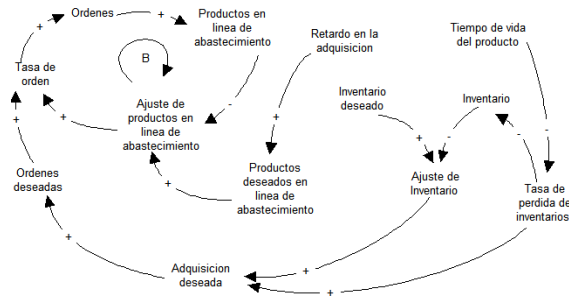 Ordenes
Productos en
linea de
abastecimiento
Tiempo de vida
del producto
Retardo en la
adquisicion
B
Tasa de
orden
Inventario
deseado
Inventario
Ajuste de
productos en
linea de
abastecimiento
Ordenes
deseadas
Productos
deseados en
linea de
abastecimiento
Ajuste de
Inventario
Tasa de
perdida de
inventarios
Adquisicion
deseada
+
+
-
+
+
+
+
-
-
-
+
+
+
+
+